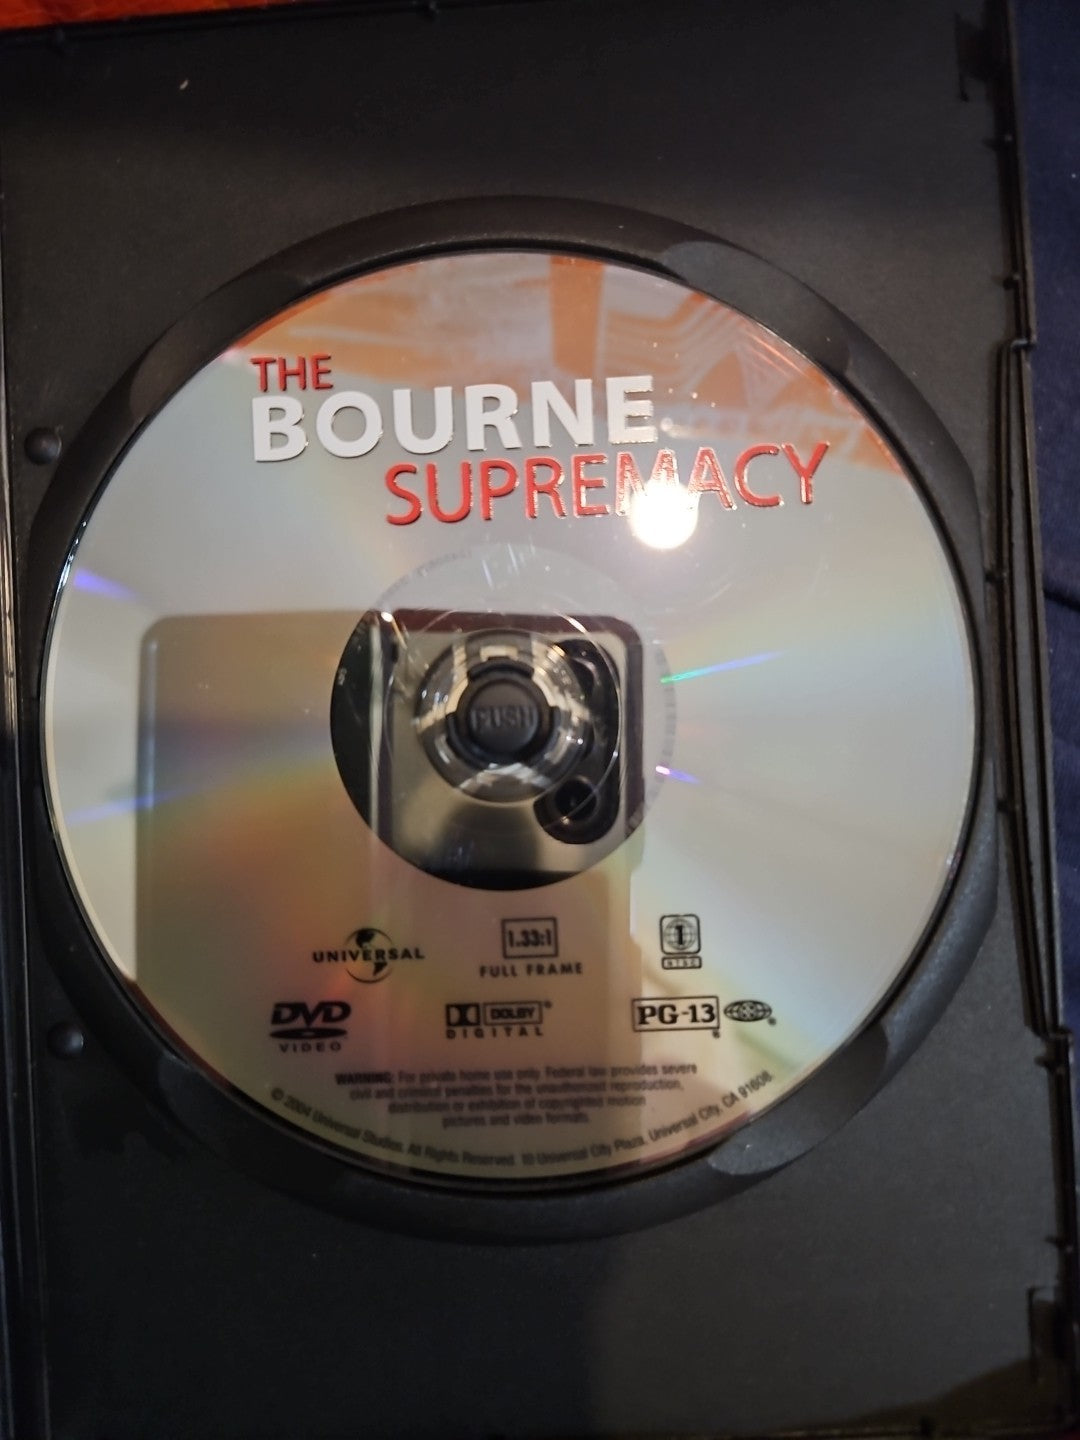 THE
BOURNE
SUPREMACY
PUSH
UNIVERSAL
1.33:1
FULL FRAME
1
NTSC
DVD
VIDEO
DOLBY
DIGITAL
PG-13
WARNING: For private home use only. Federal law provides severe
civil and criminal penalties for the unauthorized reproduction,
distribution or exhibition of copyrighted motion
pictures and video formats.
© 2004 Universal Studios. All Rights Reserved. 10 Universal City Plaza, Universal City, CA 91608.